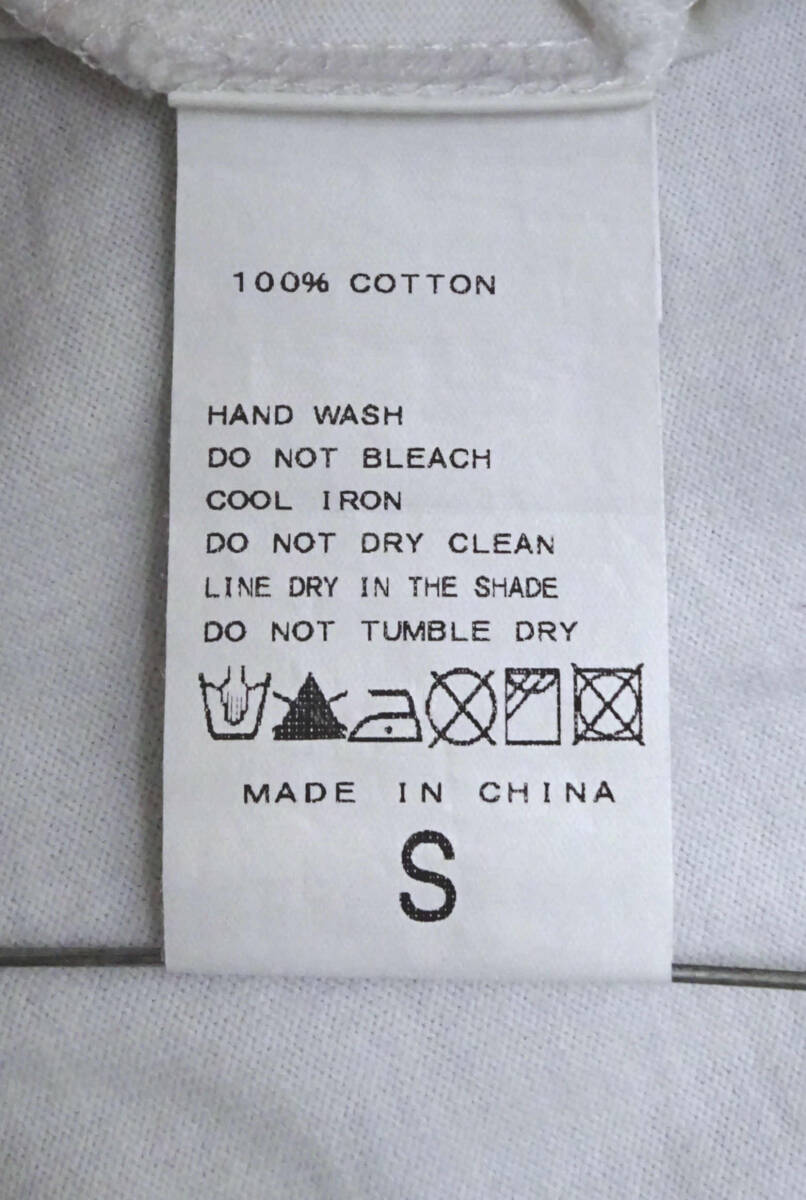 100% COTTON
HAND WASH
DO NOT BLEACH
COOL IRON
DO NOT DRY CLEAN
LINE DRY IN THE SHADE
DO NOT TUMBLE DRY
MADE IN CHINA
S